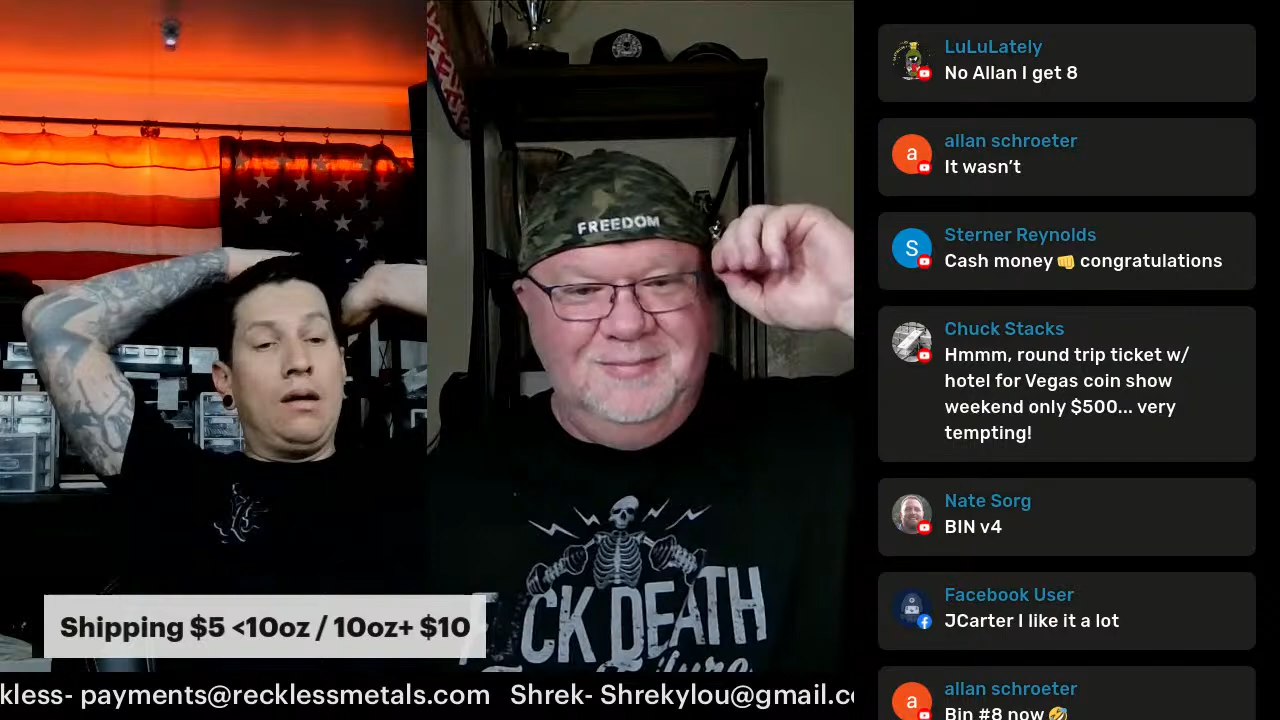 FREEDOM
CK DEATH
Shipping $5 <10oz / 10oz+ $10
kless- payments@recklessmetals.com Shrek- Shrekylou@gmail.c
LuLuLately
No Allan I get 8
a
allan schroeter
It wasn't
S
Sterner Reynolds
Cash money 👊 congratulations
Chuck Stacks
Hmmm, round trip ticket w/
hotel for Vegas coin show
weekend only $500... very
tempting!
Nate Sorg
BIN v4
Facebook User
JCarter I like it a lot
a
allan schroeter
Bin #8 now 🤣